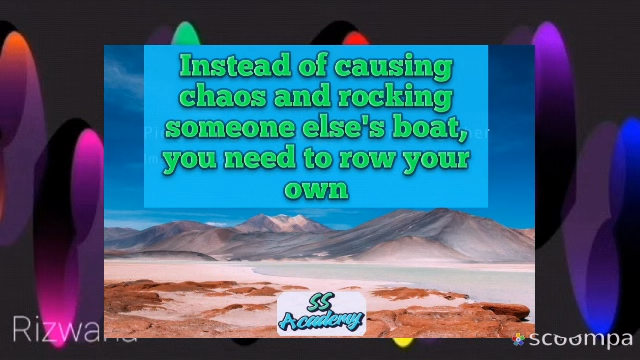 Instead of causing
chaos and rocking
someone else's boat,
you need to row your
own
SS
Academy
Rizwana
scoompa